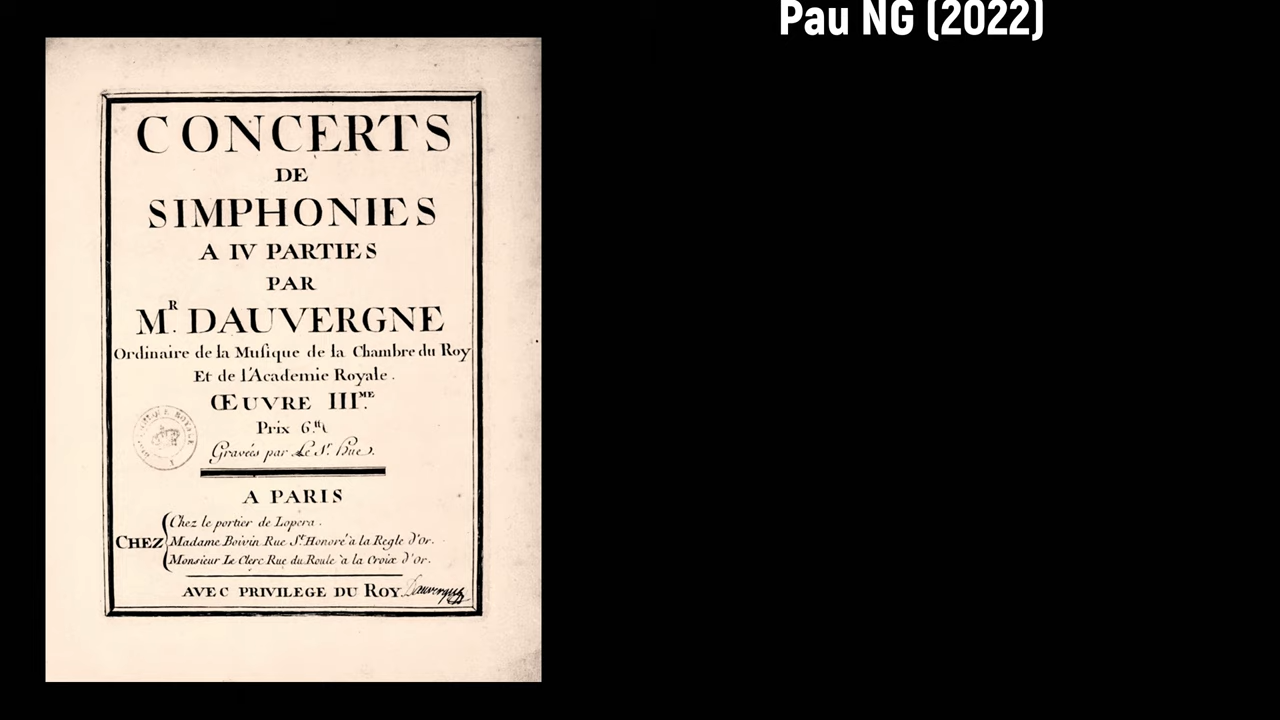 Pau NG (2022)
CONCERTS
DE
SIMPHONIES
A IV PARTIES
PAR
M.R DAUVERGNE
Ordinaire de la Musique de la Chambre du Roy
Et de l'Academie Royale.
ŒUVRE III.ME
Prix 6.tt
Gravées par Le Sr. Hue.
A PARIS
CHEZ
Chez le portier de Lopera.
Madame Boivin Rue St. Honoré à la Regle d'Or.
Monsieur Le Clerc Rue du Roule à la Croix d'Or.
AVEC PRIVILEGE DU ROY. Dauvergne